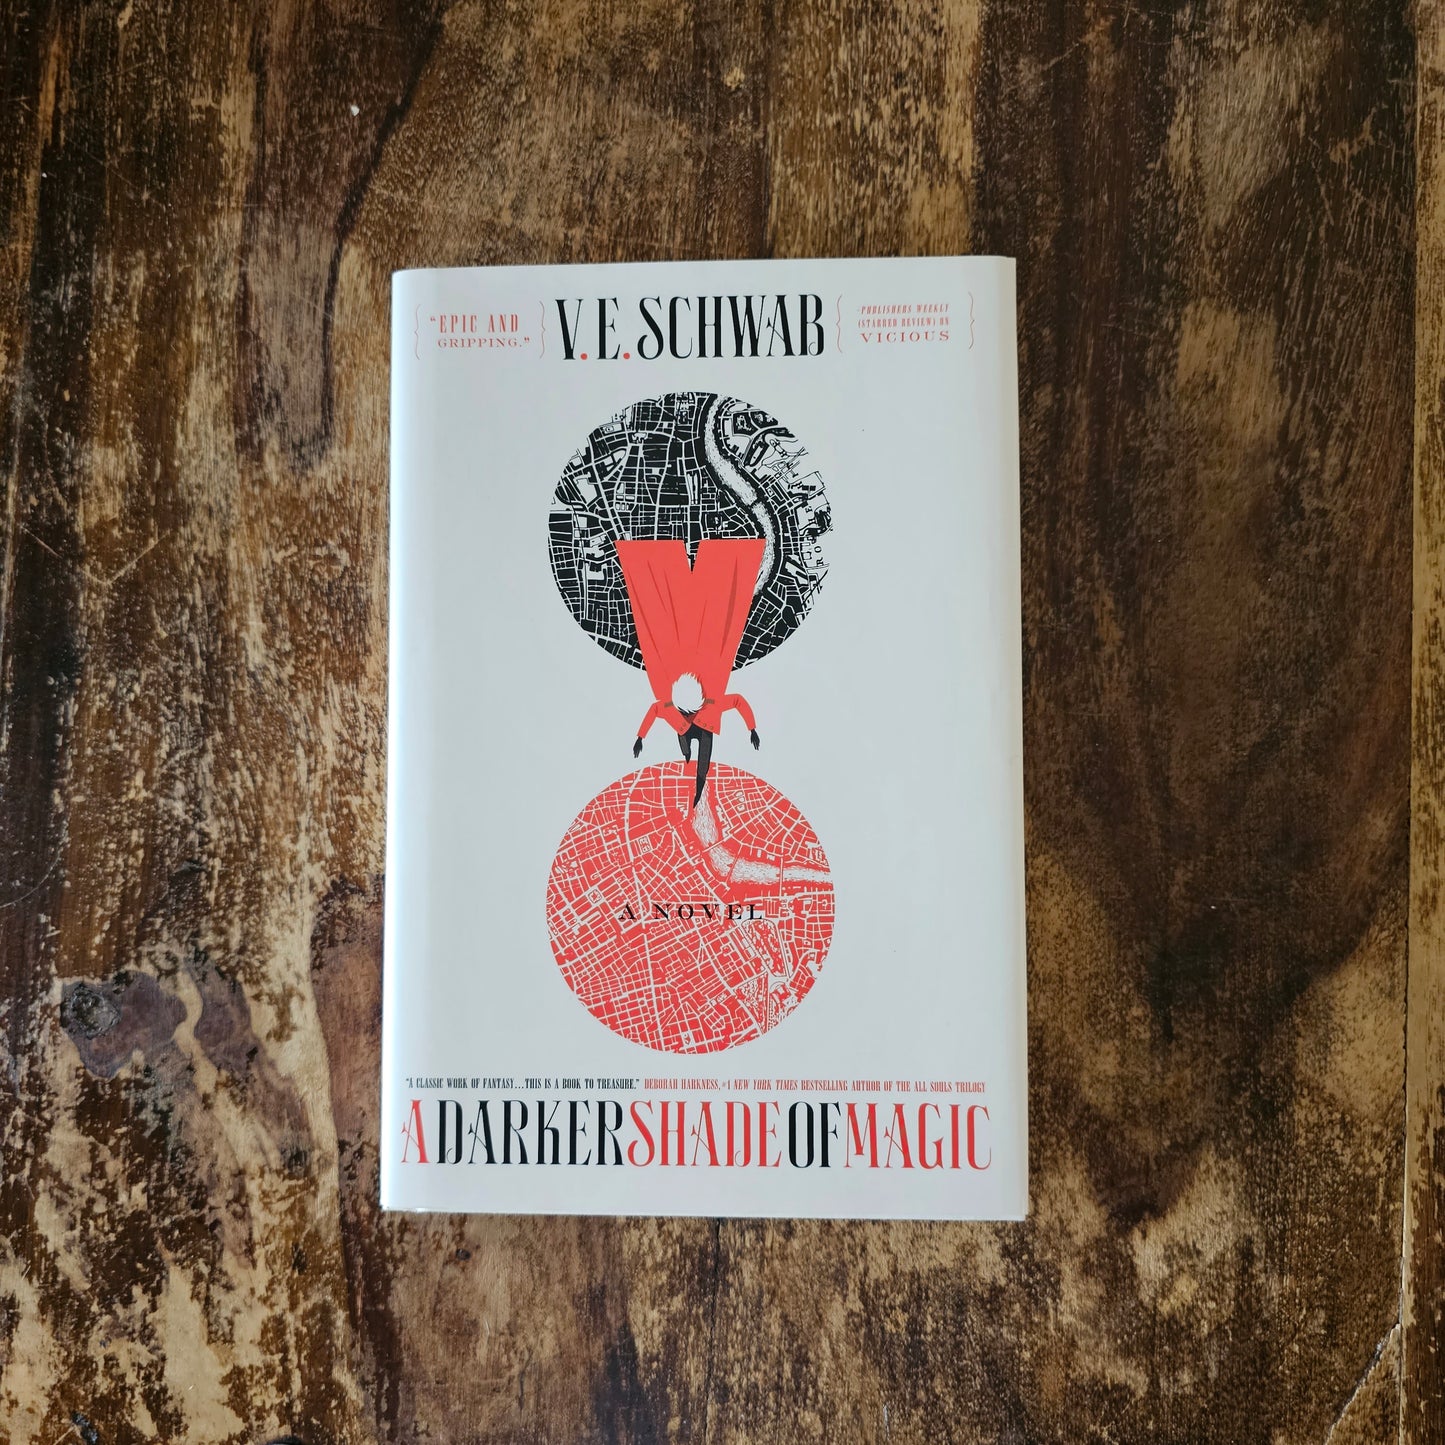 "EPIC AND
GRIPPING."
V. E. SCHWAB
-PUBLISHERS WEEKLY
(STARRED REVIEW) ON
VICIOUS
A NOVEL
"A CLASSIC WORK OF FANTASY...THIS IS A BOOK TO TREASURE." DEBORAH HARKNESS, #1 NEW YORK TIMES BESTSELLING AUTHOR OF THE ALL SOULS TRILOGY
A DARKER SHADE OF MAGIC